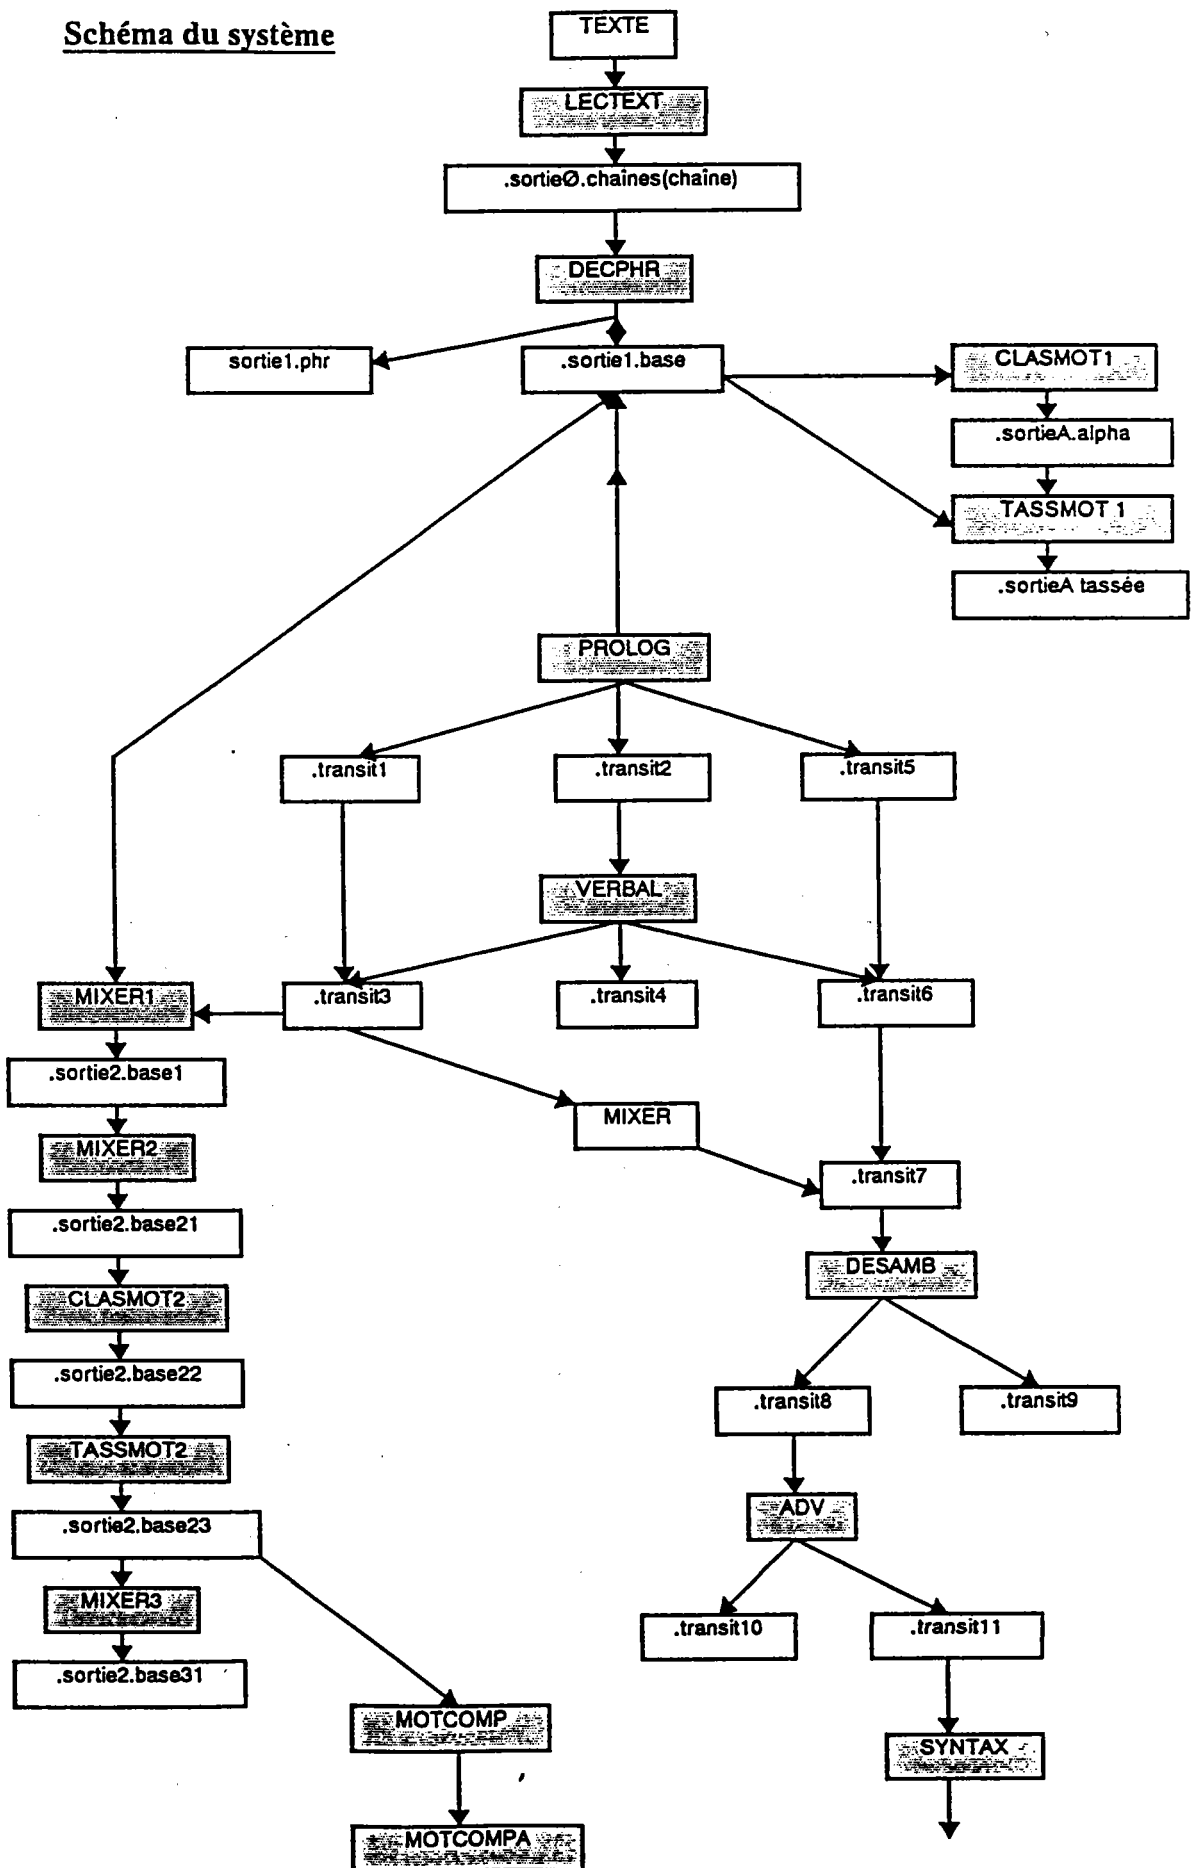 Schéma du système
TEXTE
LECTEXT
.sortieØ.chaînes(chaîne)
DECPHR
sortie1.phr
.sortie1.base
CLASMOT1
.sortieA.alpha
TASSMOT 1
.sortieA tassée
PROLOG
.transit1
.transit2
.transit5
VERBAL
MIXER1
.transit3
.transit4
.transit6
.sortie2.base1
MIXER
MIXER2
.transit7
.sortie2.base21
DESAMB
CLASMOT2
.sortie2.base22
.transit8
.transit9
TASSMOT2
ADV
.sortie2.base23
MIXER3
.transit10
.transit11
.sortie2.base31
MOTCOMP
SYNTAX
MOTCOMPA